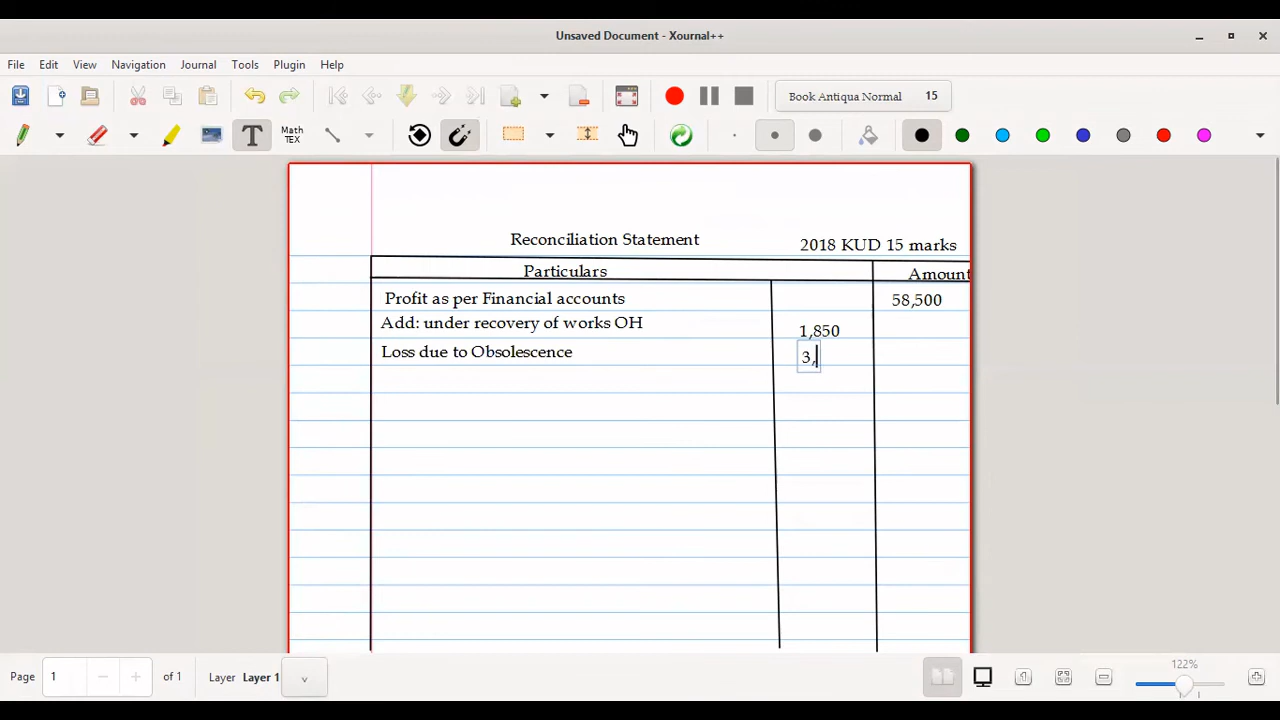 Unsaved Document - Xournal++
File Edit View Navigation Journal Tools Plugin Help
Book Antiqua Normal 15
Math
TEX
Reconciliation Statement 2018 KUD 15 marks
Particulars Amount
Profit as per Financial accounts 58,500
Add: under recovery of works OH 1,850
Loss due to Obsolescence 3,
Page 1 of 1 Layer Layer 1 122%